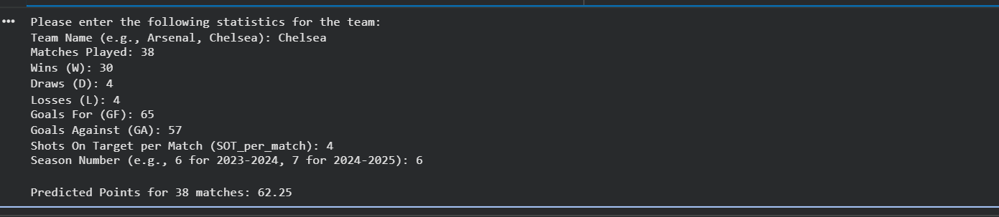 Please enter the following statistics for the team:
Team Name (e.g., Arsenal, Chelsea): Chelsea
Matches Played: 38
Wins (W): 30
Draws (D): 4
Losses (L): 4
Goals For (GF): 65
Goals Against (GA): 57
Shots On Target per Match (SOT_per_match): 4
Season Number (e.g., 6 for 2023-2024, 7 for 2024-2025): 6
Predicted Points for 38 matches: 62.25